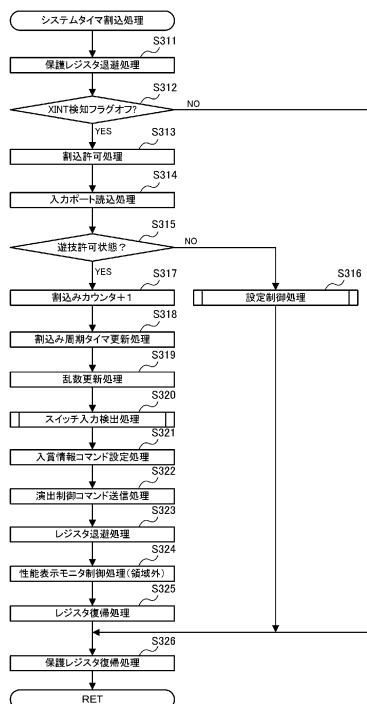 システムタイマ割込処理
S311
保護レジスタ退避処理
S312
XINT検知フラグオフ?
NO
YES
S313
割込許可処理
S314
入力ポート読込処理
S315
遊技許可状態？
NO
YES
S316
設定制御処理
S317
割込みカウンタ+1
S318
割込み周期タイマ更新処理
S319
乱数更新処理
S320
スイッチ入力検出処理
S321
入賞情報コマンド設定処理
S322
演出制御コマンド送信処理
S323
レジスタ退避処理
S324
性能表示モニタ制御処理(領域外)
S325
レジスタ復帰処理
S326
保護レジスタ復帰処理
RET